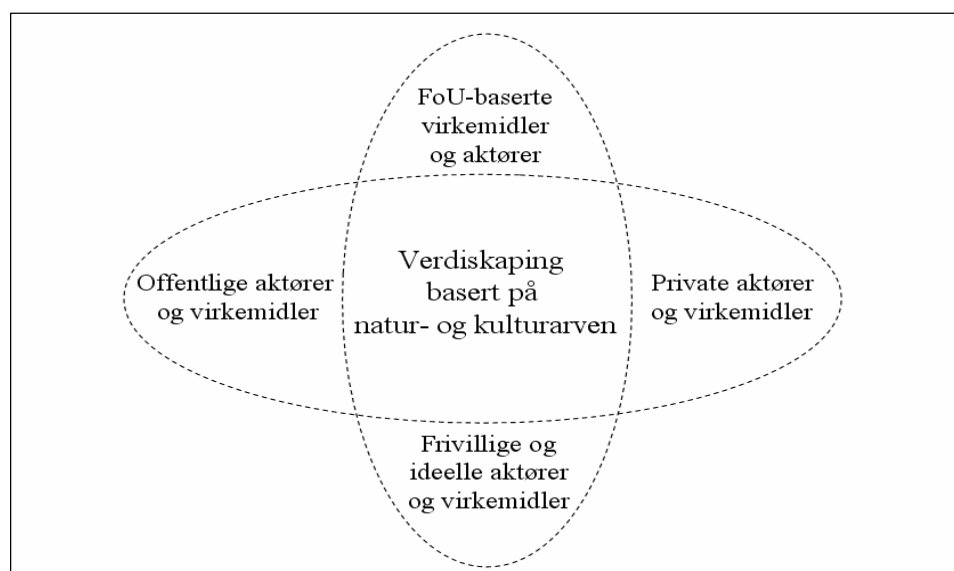 FoU-baserte
virkemidler
og aktører
Offentlige aktører
og virkemidler
Verdiskaping
basert på
natur- og kulturarven
Private aktører
og virkemidler
Frivillige og
ideelle aktører
og virkemidler